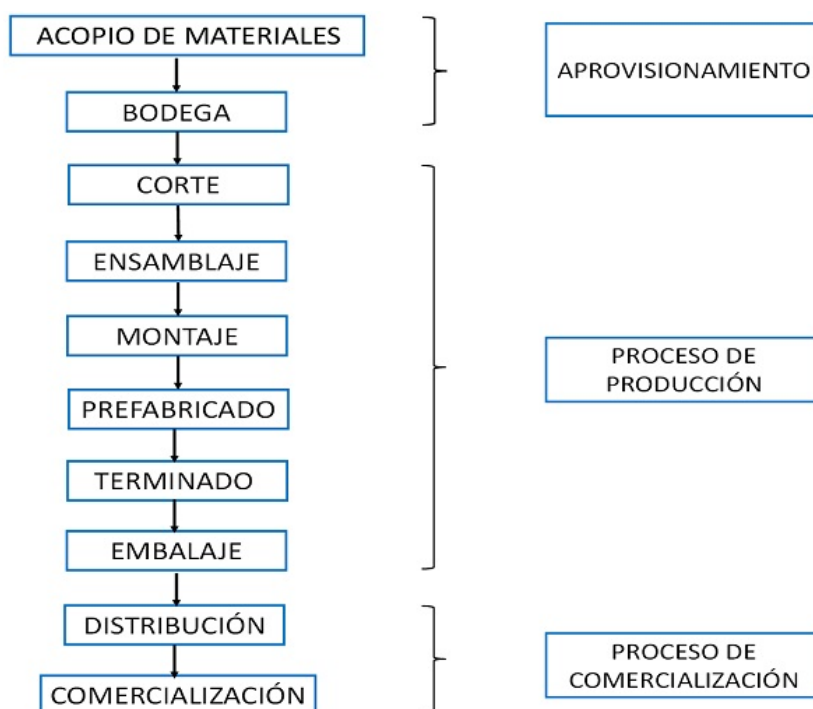 ACOPIO DE MATERIALES
BODEGA
CORTE
ENSAMBLAJE
MONTAJE
PREFABRICADO
TERMINADO
EMBALAJE
DISTRIBUCIÓN
COMERCIALIZACIÓN
APROVISIONAMIENTO
PROCESO DE
PRODUCCIÓN
PROCESO DE
COMERCIALIZACIÓN